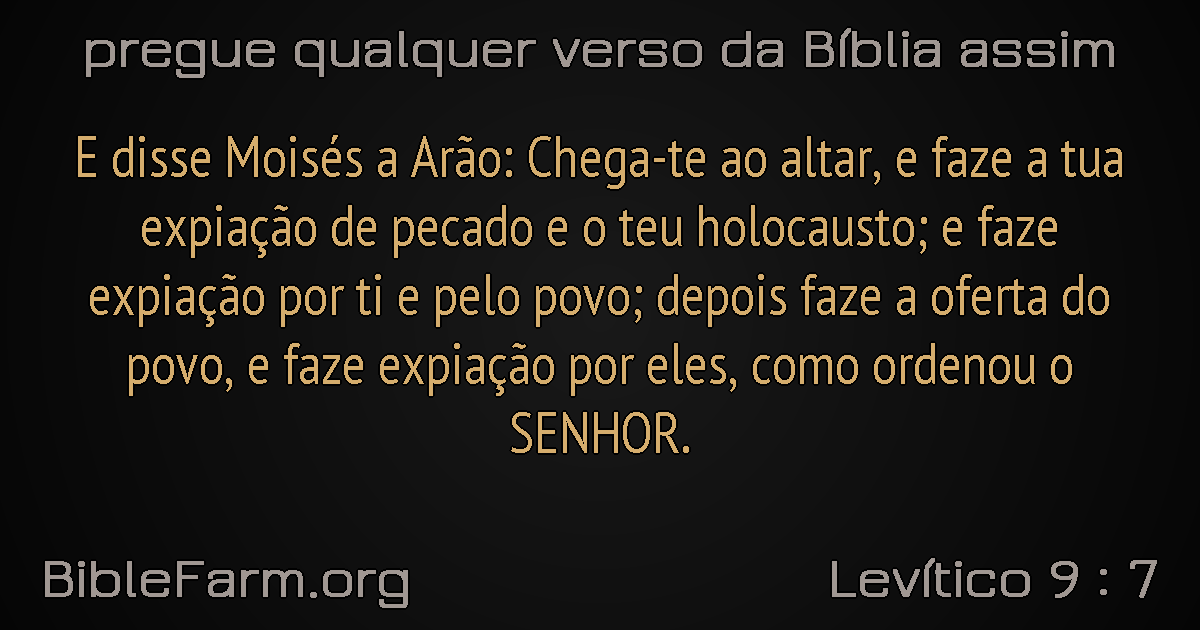 pregue qualquer verso da Bíblia assim
E disse Moisés a Arão: Chega-te ao altar, e faze a tua
expiação de pecado e o teu holocausto; e faze
expiação por ti e pelo povo; depois faze a oferta do
povo, e faze expiação por eles, como ordenou o
SENHOR.
BibleFarm.org
Levítico 9 : 7